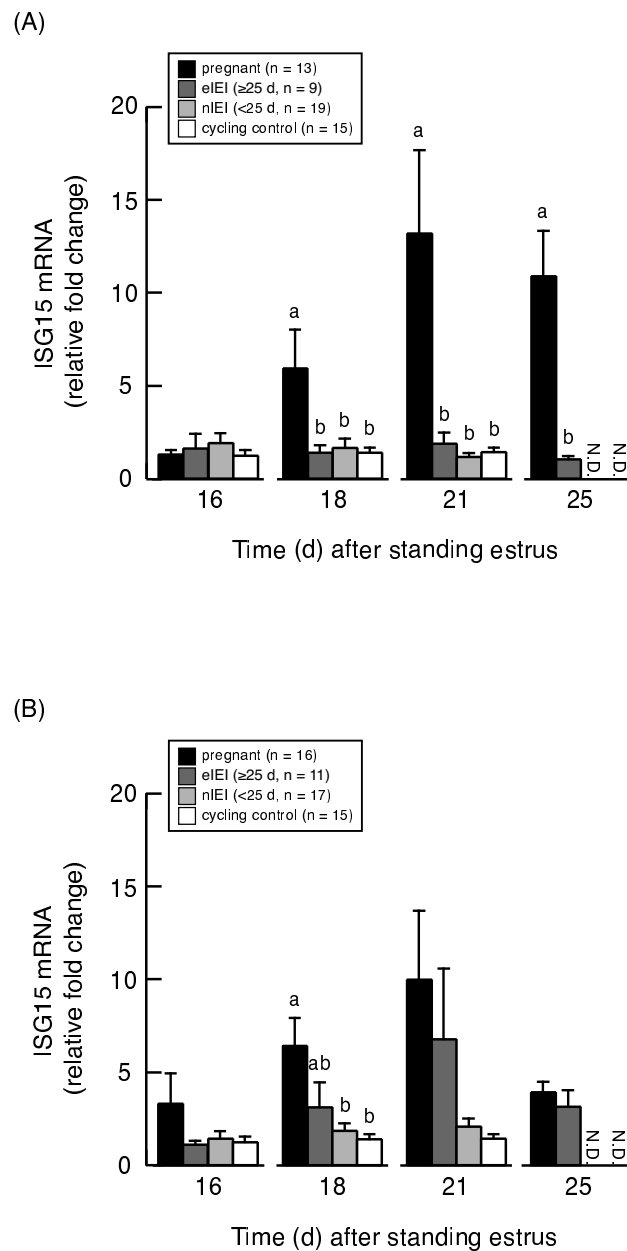 (A)
pregnant (n = 13)
eIEI (≥25 d, n = 9)
nIEI (<25 d, n = 19)
cycling control (n = 15)
20
15
10
5
0
ISG15 mRNA
(relative fold change)
a
b
b
b
a
b
b
b
a
b
N.D.
N.D.
16
18
21
25
Time (d) after standing estrus
(B)
pregnant (n = 16)
eIEI (≥25 d, n = 11)
nIEI (<25 d, n = 17)
cycling control (n = 15)
20
15
10
5
0
ISG15 mRNA
(relative fold change)
a
ab
b
b
N.D.
N.D.
16
18
21
25
Time (d) after standing estrus